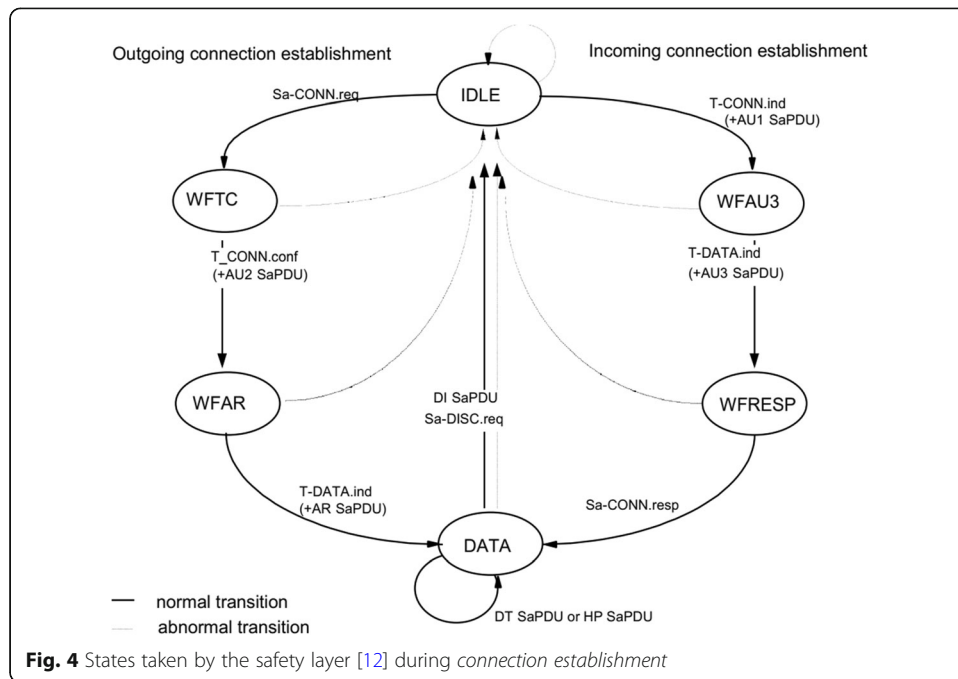 Outgoing connection establishment
Incoming connection establishment
IDLE
Sa-CONN.req
T-CONN.ind
(+AU1 SaPDU)
WFTC
WFAU3
T_CONN.conf
(+AU2 SaPDU)
T-DATA.ind
(+AU3 SaPDU)
WFAR
WFRESP
DI SaPDU
Sa-DISC.req
T-DATA.ind
(+AR SaPDU)
Sa-CONN.resp
DATA
DT SaPDU or HP SaPDU
normal transition
abnormal transition
Fig. 4 States taken by the safety layer [12] during connection establishment